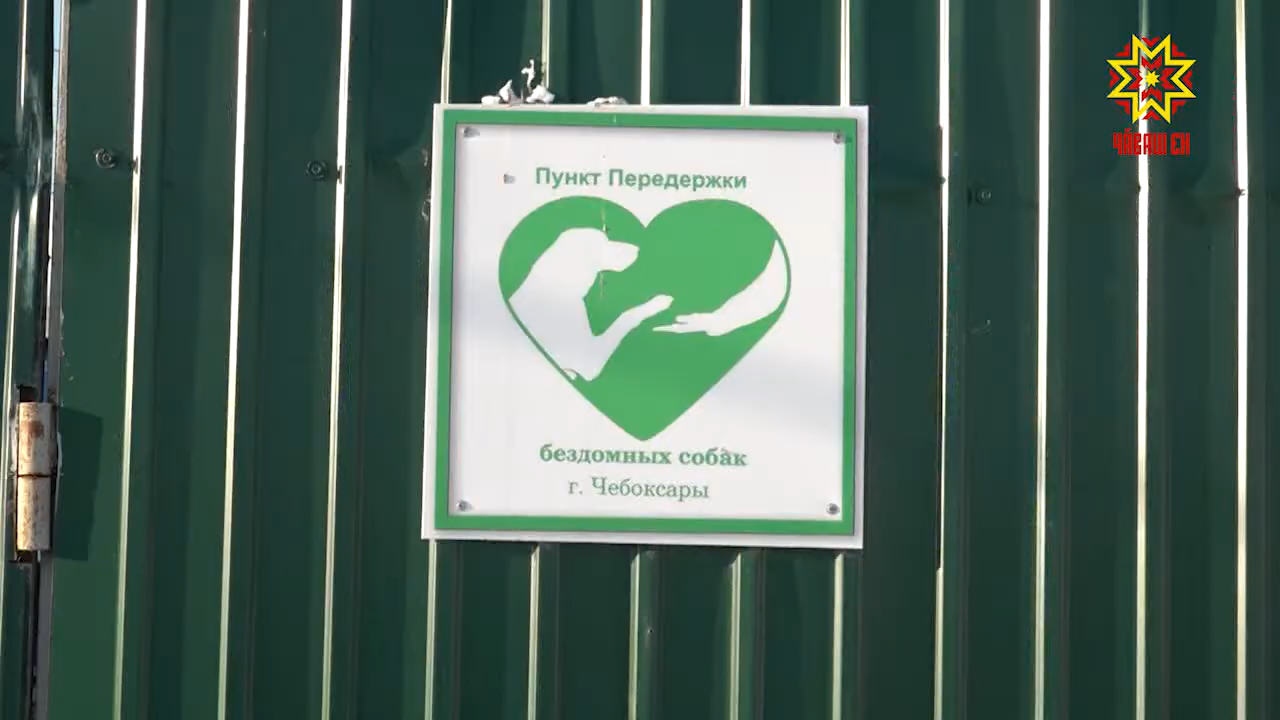 Пункт Передержки
бездомных собак
г. Чебоксары
ЧӐВАШ ЕН